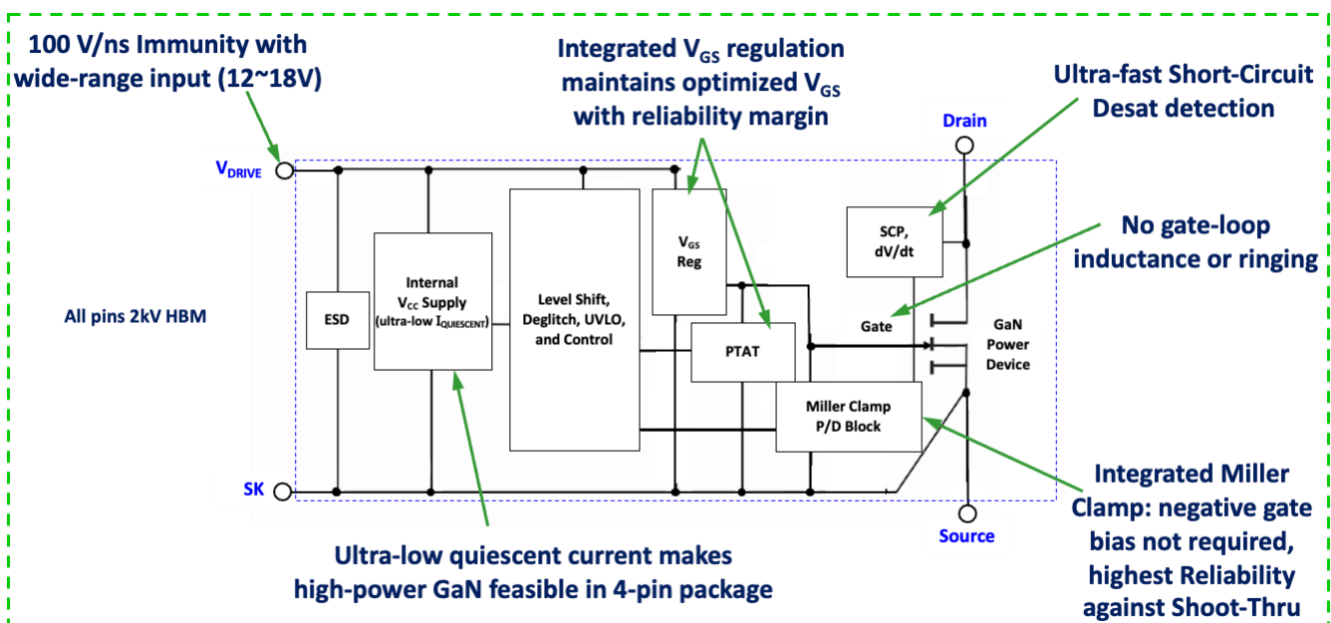 100 V/ns Immunity with
wide-range input (12~18V)
Integrated VGS regulation
maintains optimized VGS
with reliability margin
Ultra-fast Short-Circuit
Desat detection
Drain
VDRIVE
SCP,
dV/dt
No gate-loop
inductance or ringing
VGS
Reg
Internal
VCC Supply
(ultra-low IQUIESCENT)
Level Shift,
Deglitch, UVLO,
and Control
All pins 2kV HBM
ESD
Gate
GaN
Power
Device
PTAT
Miller Clamp
P/D Block
SK
Source
Integrated Miller
Clamp: negative gate
bias not required,
highest Reliability
against Shoot-Thru
Ultra-low quiescent current makes
high-power GaN feasible in 4-pin package